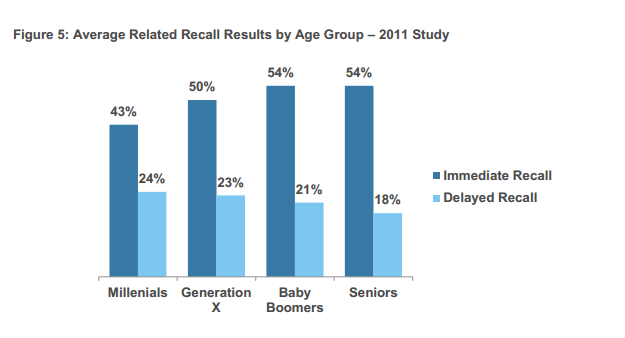 Figure 5: Average Related Recall Results by Age Group – 2011 Study
54% 54%
50%
43%
24% 23% 21% 18%
Immediate Recall
Delayed Recall
Millenials Generation X Baby Boomers Seniors